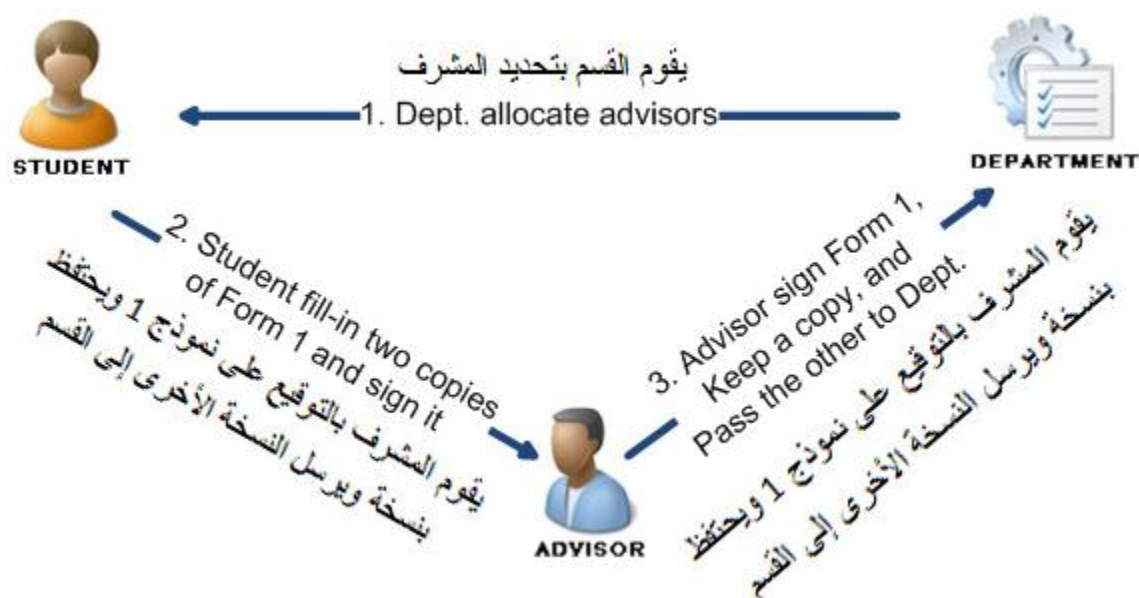 يقوم القسم بتحديد المشرف
1. Dept. allocate advisors
STUDENT
DEPARTMENT
2. Student fill-in two copies
of Form 1 and sign it
يقوم المشرف بالتوقيع على نموذج 1 ويحتفظ
بنسخة ويرسل النسخة الأخرى إلى القسم
3. Advisor sign Form 1,
Keep a copy, and
Pass the other to Dept.
يقوم المشرف بالتوقيع على نموذج 1 ويحتفظ
بنسخة ويرسل النسخة الأخرى إلى القسم
ADVISOR